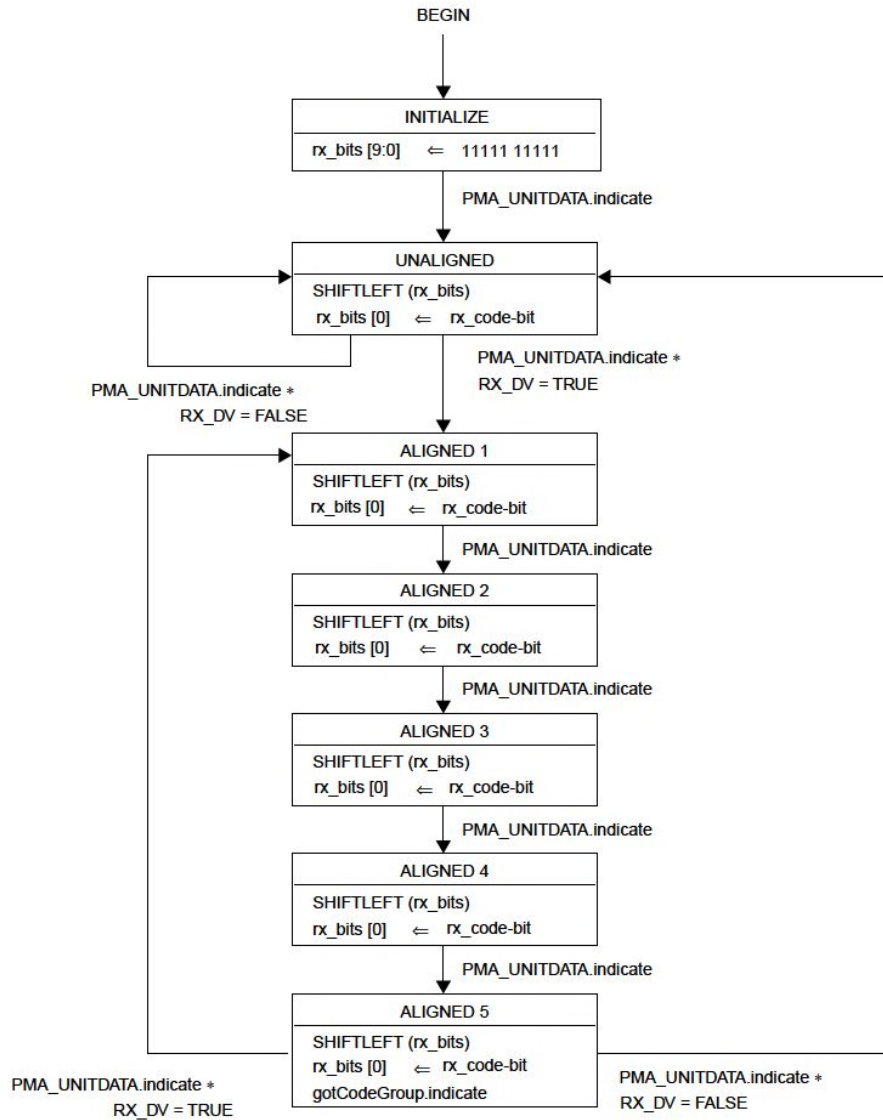 BEGIN
INITIALIZE
rx_bits [9:0] ⇐ 11111 11111
PMA_UNITDATA.indicate
UNALIGNED
SHIFTLEFT (rx_bits)
rx_bits [0] ⇐ rx_code-bit
PMA_UNITDATA.indicate ∗
RX_DV = FALSE
PMA_UNITDATA.indicate ∗
RX_DV = TRUE
ALIGNED 1
SHIFTLEFT (rx_bits)
rx_bits [0] ⇐ rx_code-bit
PMA_UNITDATA.indicate
ALIGNED 2
SHIFTLEFT (rx_bits)
rx_bits [0] ⇐ rx_code-bit
PMA_UNITDATA.indicate
ALIGNED 3
SHIFTLEFT (rx_bits)
rx_bits [0] ⇐ rx_code-bit
PMA_UNITDATA.indicate
ALIGNED 4
SHIFTLEFT (rx_bits)
rx_bits [0] ⇐ rx_code-bit
PMA_UNITDATA.indicate
ALIGNED 5
SHIFTLEFT (rx_bits)
rx_bits [0] ⇐ rx_code-bit
gotCodeGroup.indicate
PMA_UNITDATA.indicate ∗
RX_DV = TRUE
PMA_UNITDATA.indicate ∗
RX_DV = FALSE